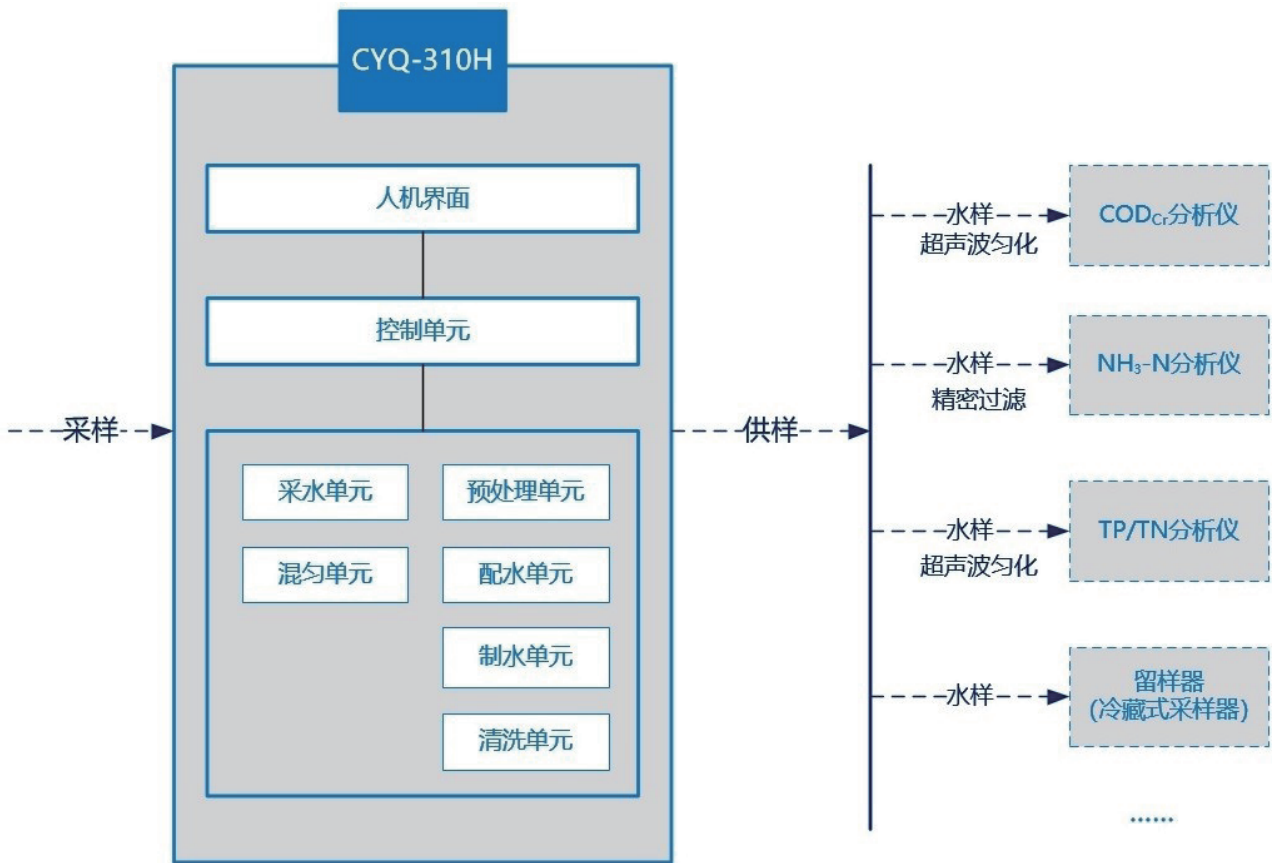 CYQ-310H
人机界面
控制单元
采样
采水单元
预处理单元
混匀单元
配水单元
制水单元
清洗单元
供样
水样
超声波匀化
CODCr分析仪
水样
精密过滤
NH₃-N分析仪
水样
超声波匀化
TP/TN分析仪
水样
留样器
(冷藏式采样器)
......